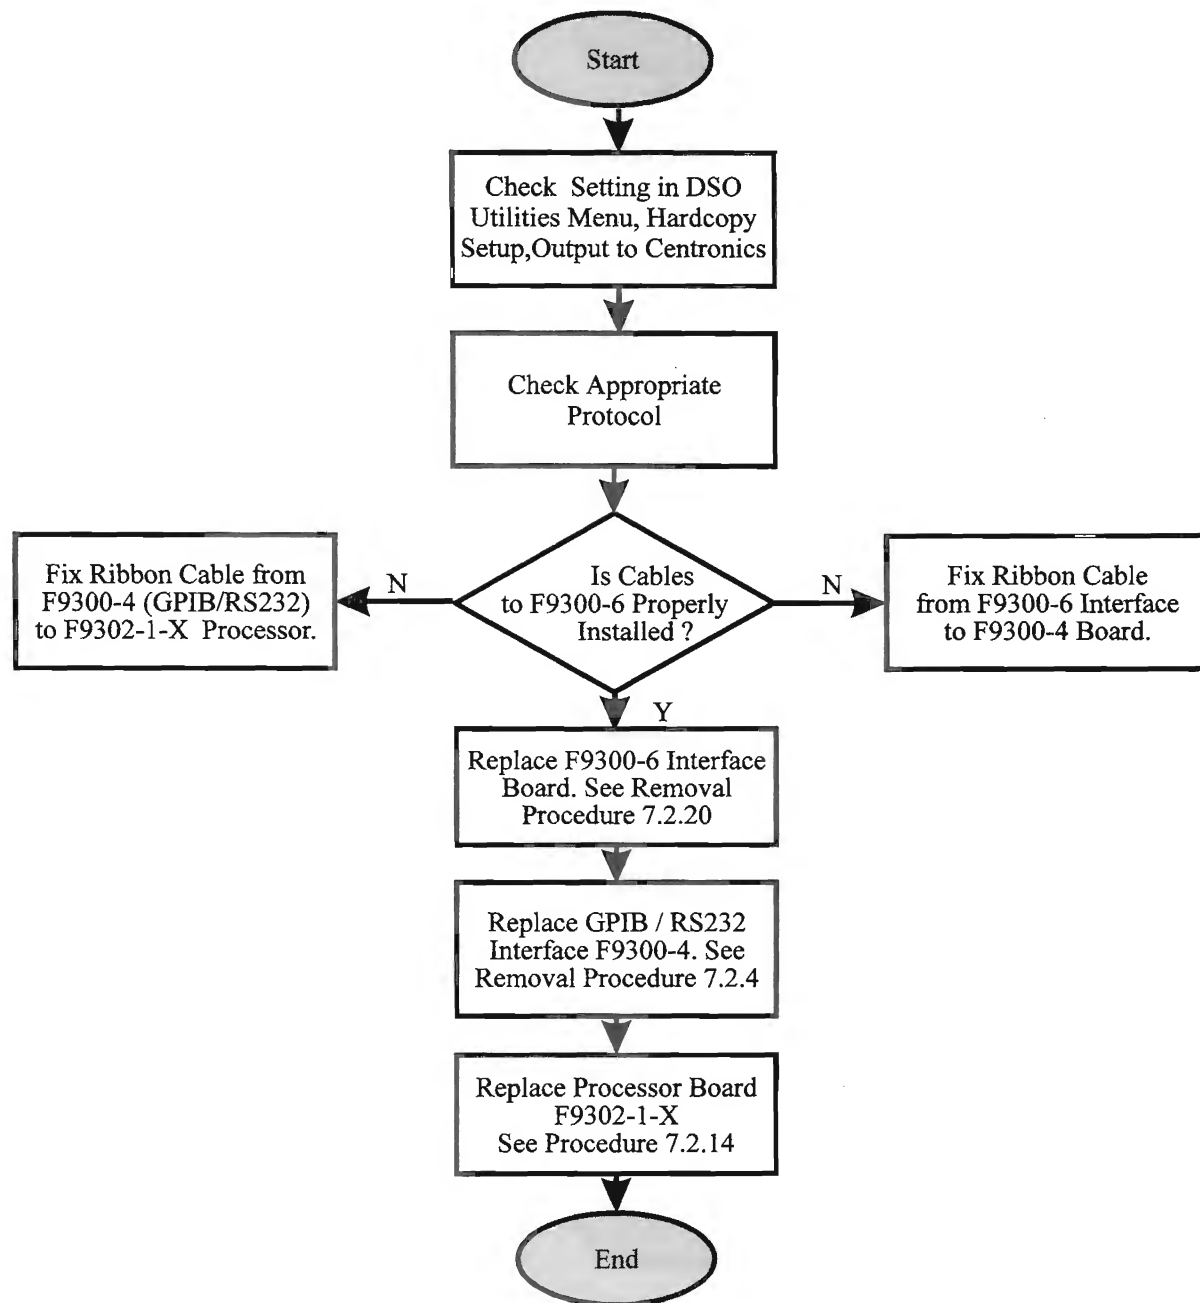 Start
Check Setting in DSO
Utilities Menu, Hardcopy
Setup,Output to Centronics
Check Appropriate
Protocol
Fix Ribbon Cable from
F9300-4 (GPIB/RS232)
to F9302-1-X Processor.
N
Is Cables
to F9300-6 Properly
Installed ?
N
Fix Ribbon Cable
from F9300-6 Interface
to F9300-4 Board.
Y
Replace F9300-6 Interface
Board. See Removal
Procedure 7.2.20
Replace GPIB / RS232
Interface F9300-4. See
Removal Procedure 7.2.4
Replace Processor Board
F9302-1-X
See Procedure 7.2.14
End